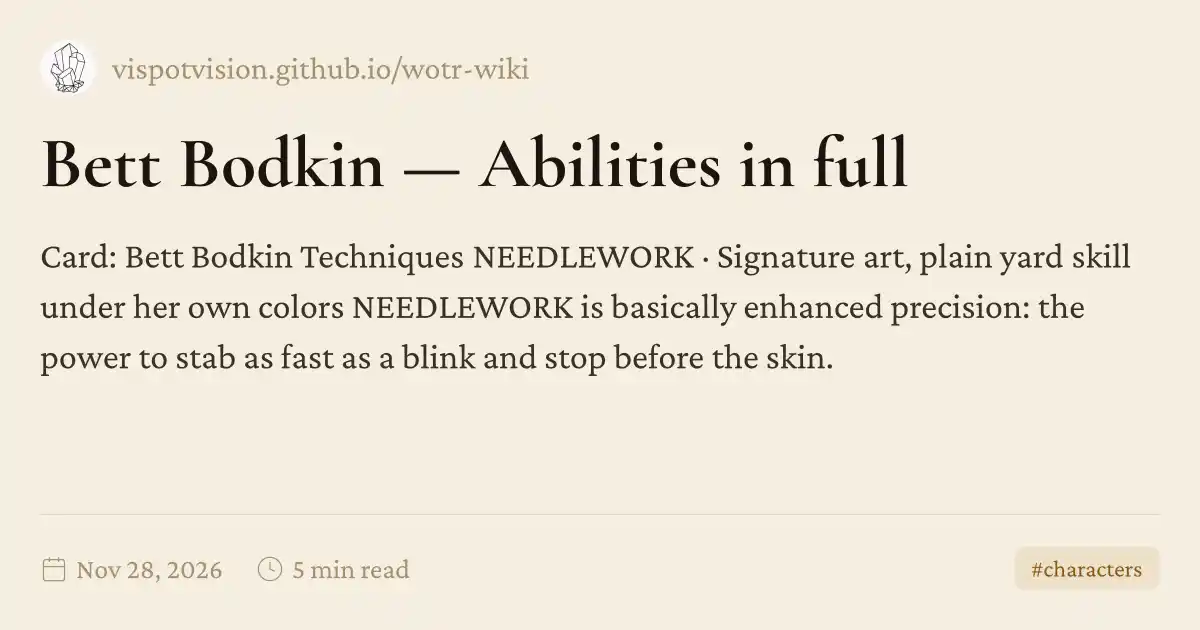 vispotvision.github.io/wotr-wiki
Bett Bodkin — Abilities in full
Card: Bett Bodkin Techniques NEEDLEWORK · Signature art, plain yard skill
under her own colors NEEDLEWORK is basically enhanced precision: the
power to stab as fast as a blink and stop before the skin.
Nov 28, 2026 5 min read #characters